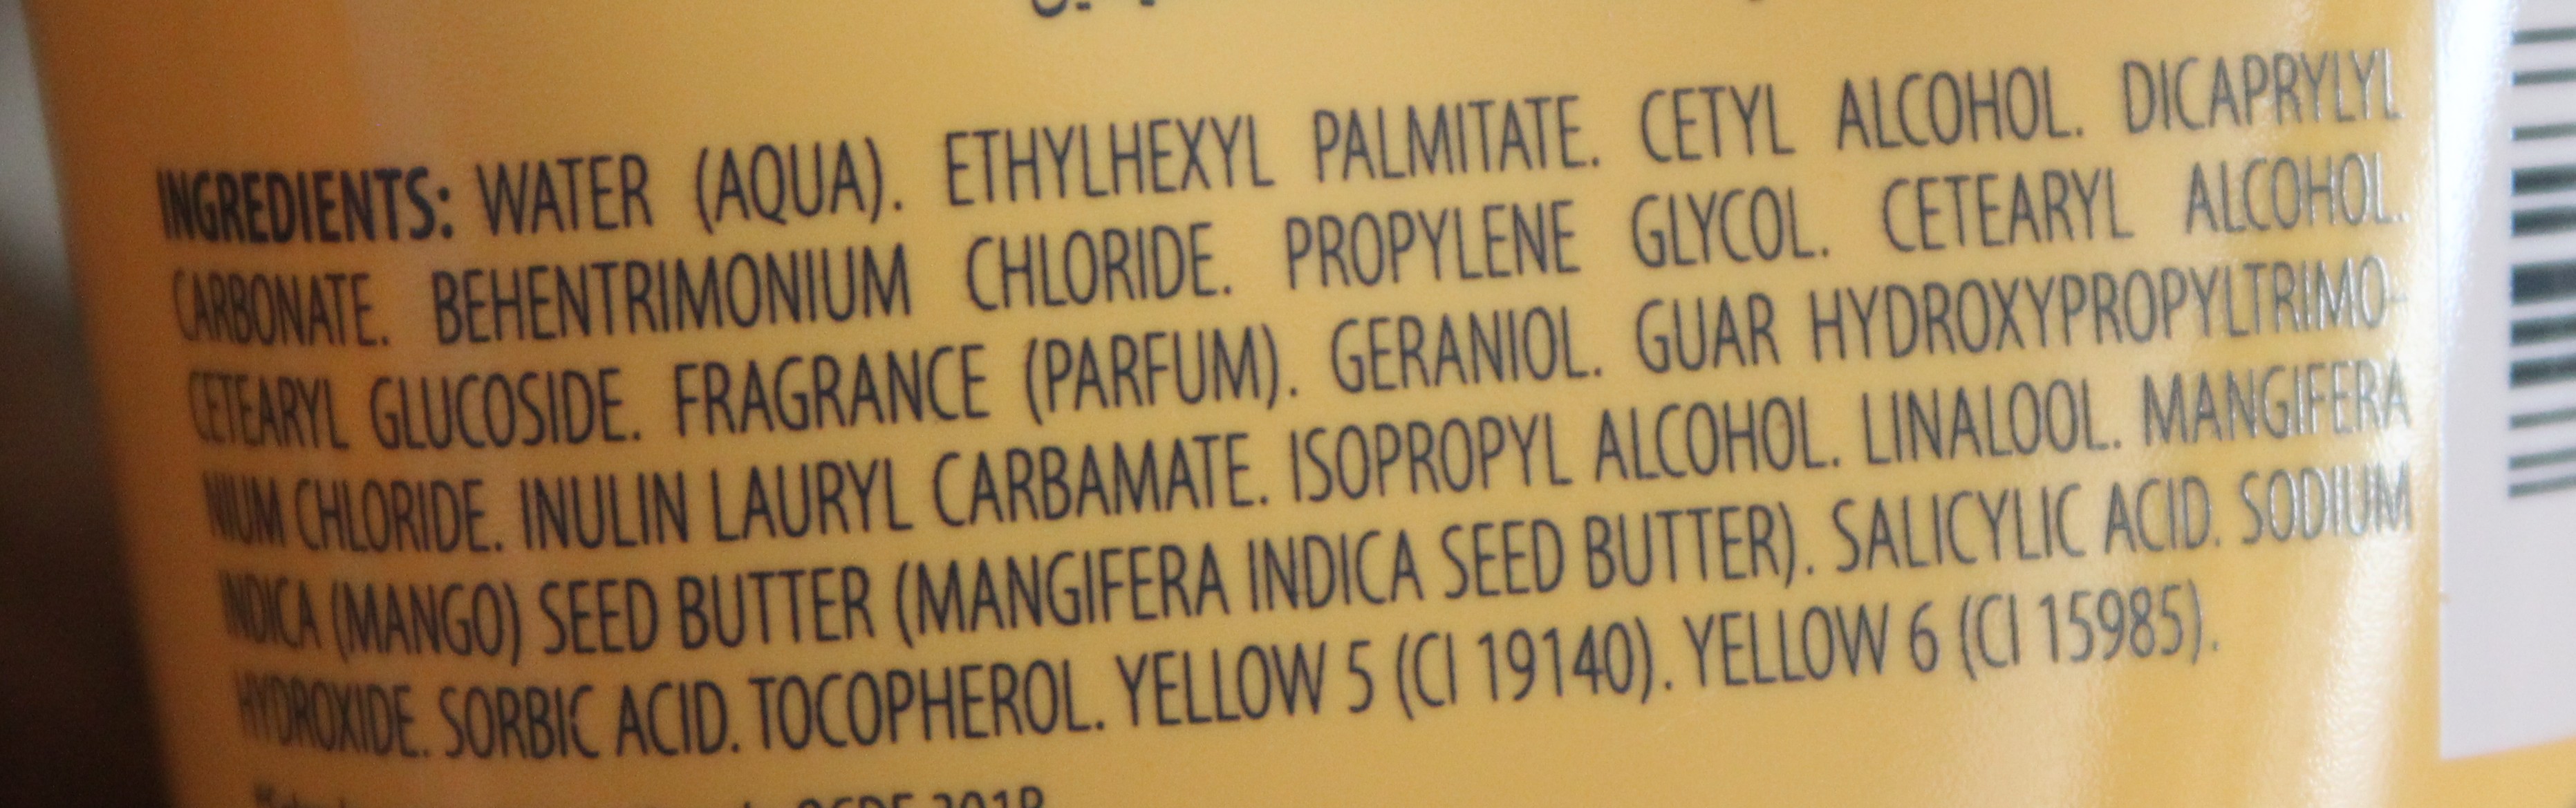 INGREDIENTS: WATER (AQUA). ETHYLHEXYL PALMITATE. CETYL ALCOHOL. DICAPRYLYL
CARBONATE. BEHENTRIMONIUM CHLORIDE. PROPYLENE GLYCOL. CETEARYL ALCOHOL.
CETEARYL GLUCOSIDE. FRAGRANCE (PARFUM). GERANIOL. GUAR HYDROXYPROPYLTRIMO-
NIUM CHLORIDE. INULIN LAURYL CARBAMATE. ISOPROPYL ALCOHOL. LINALOOL. MANGIFERA
INDICA (MANGO) SEED BUTTER (MANGIFERA INDICA SEED BUTTER). SALICYLIC ACID. SODIUM
HYDROXIDE. SORBIC ACID. TOCOPHEROL. YELLOW 5 (CI 19140). YELLOW 6 (CI 15985).